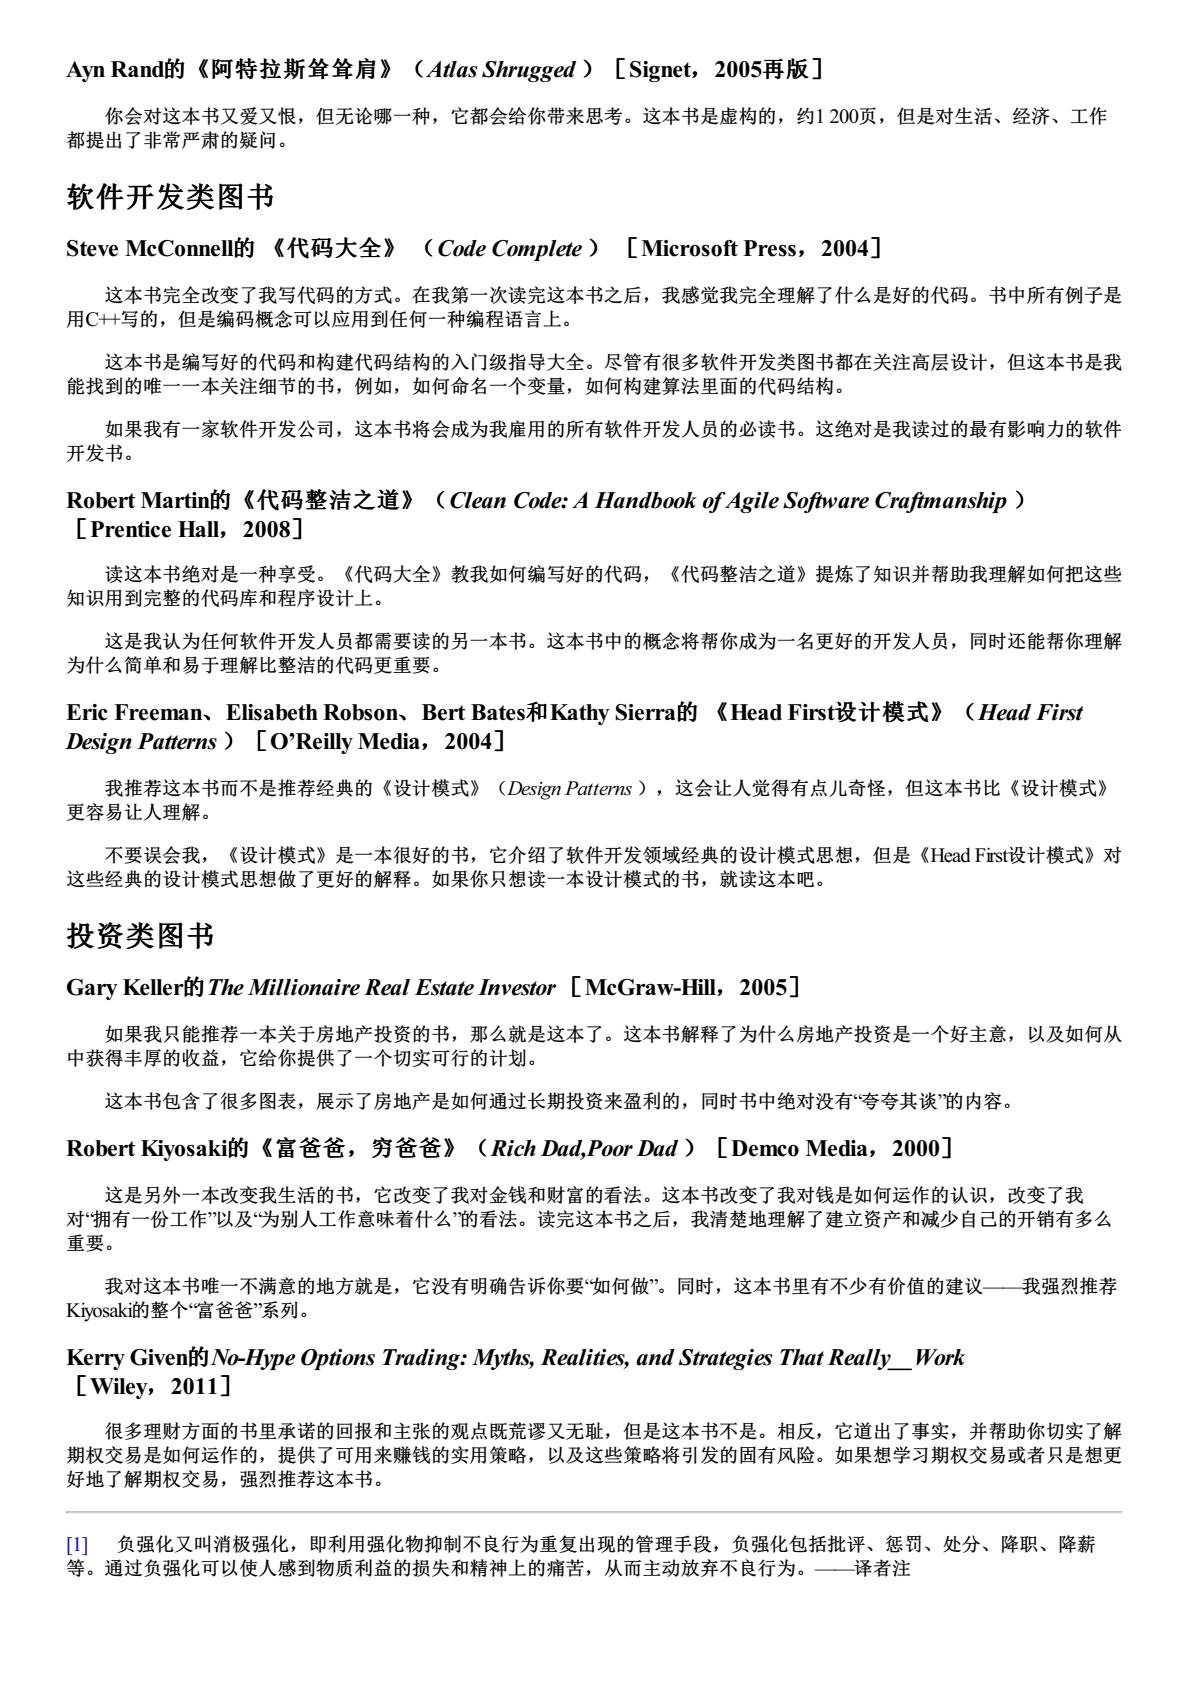 Ayn Rand的《阿特拉斯耸耸肩》（Atlas Shrugged ）［Signet，2005再版］
你会对这本书又爱又恨，但无论哪一种，它都会给你带来思考。这本书是虚构的，约1 200页，但是对生活、经济、工作
都提出了非常严肃的疑问。
软件开发类图书
Steve McConnell的 《代码大全》 （Code Complete ） ［Microsoft Press，2004］
这本书完全改变了我写代码的方式。在我第一次读完这本书之后，我感觉我完全理解了什么是好的代码。书中所有例子是
用C++写的，但是编码概念可以应用到任何一种编程语言上。
这本书是编写好的代码和构建代码结构的入门级指导大全。尽管有很多软件开发类图书都在关注高层设计，但这本书是我
能找到的唯一一本关注细节的书，例如，如何命名一个变量，如何构建算法里面的代码结构。
如果我有一家软件开发公司，这本书将会成为我雇用的所有软件开发人员的必读书。这绝对是我读过的最有影响力的软件
开发书。
Robert Martin的《代码整洁之道》（Clean Code: A Handbook of Agile Software Craftmanship ）
［Prentice Hall，2008］
读这本书绝对是一种享受。《代码大全》教我如何编写好的代码，《代码整洁之道》提炼了知识并帮助我理解如何把这些
知识用到完整的代码库和程序设计上。
这是我认为任何软件开发人员都需要读的另一本书。这本书中的概念将帮你成为一名更好的开发人员，同时还能帮你理解
为什么简单和易于理解比整洁的代码更重要。
Eric Freeman、Elisabeth Robson、Bert Bates和Kathy Sierra的 《Head First设计模式》（Head First
Design Patterns ）［O’Reilly Media，2004］
我推荐这本书而不是推荐经典的《设计模式》（Design Patterns ），这会让人觉得有点儿奇怪，但这本书比《设计模式》
更容易让人理解。
不要误会我，《设计模式》是一本很好的书，它介绍了软件开发领域经典的设计模式思想，但是《Head First设计模式》对
这些经典的设计模式思想做了更好的解释。如果你只想读一本设计模式的书，就读这本吧。
投资类图书
Gary Keller的The Millionaire Real Estate Investor［McGraw-Hill，2005］
如果我只能推荐一本关于房地产投资的书，那么就是这本了。这本书解释了为什么房地产投资是一个好主意，以及如何从
中获得丰厚的收益，它给你提供了一个切实可行的计划。
这本书包含了很多图表，展示了房地产是如何通过长期投资来盈利的，同时书中绝对没有“夸夸其谈”的内容。
Robert Kiyosaki的《富爸爸，穷爸爸》（Rich Dad,Poor Dad ）［Demco Media，2000］
这是另外一本改变我生活的书，它改变了我对金钱和财富的看法。这本书改变了我对钱是如何运作的认识，改变了我
对“拥有一份工作”以及“为别人工作意味着什么”的看法。读完这本书之后，我清楚地理解了建立资产和减少自己的开销有多么
重要。
我对这本书唯一不满意的地方就是，它没有明确告诉你要“如何做”。同时，这本书里有不少有价值的建议——我强烈推荐
Kiyosaki的整个“富爸爸”系列。
Kerry Given的No-Hype Options Trading: Myths, Realities, and Strategies That Really__Work
［Wiley，2011］
很多理财方面的书里承诺的回报和主张的观点既荒谬又无耻，但是这本书不是。相反，它道出了事实，并帮助你切实了解
期权交易是如何运作的，提供了可用来赚钱的实用策略，以及这些策略将引发的固有风险。如果想学习期权交易或者只是想更
好地了解期权交易，强烈推荐这本书。
[1] 负强化又叫消极强化，即利用强化物抑制不良行为重复出现的管理手段，负强化包括批评、惩罚、处分、降职、降薪
等。通过负强化可以使人感到物质利益的损失和精神上的痛苦，从而主动放弃不良行为。——译者注